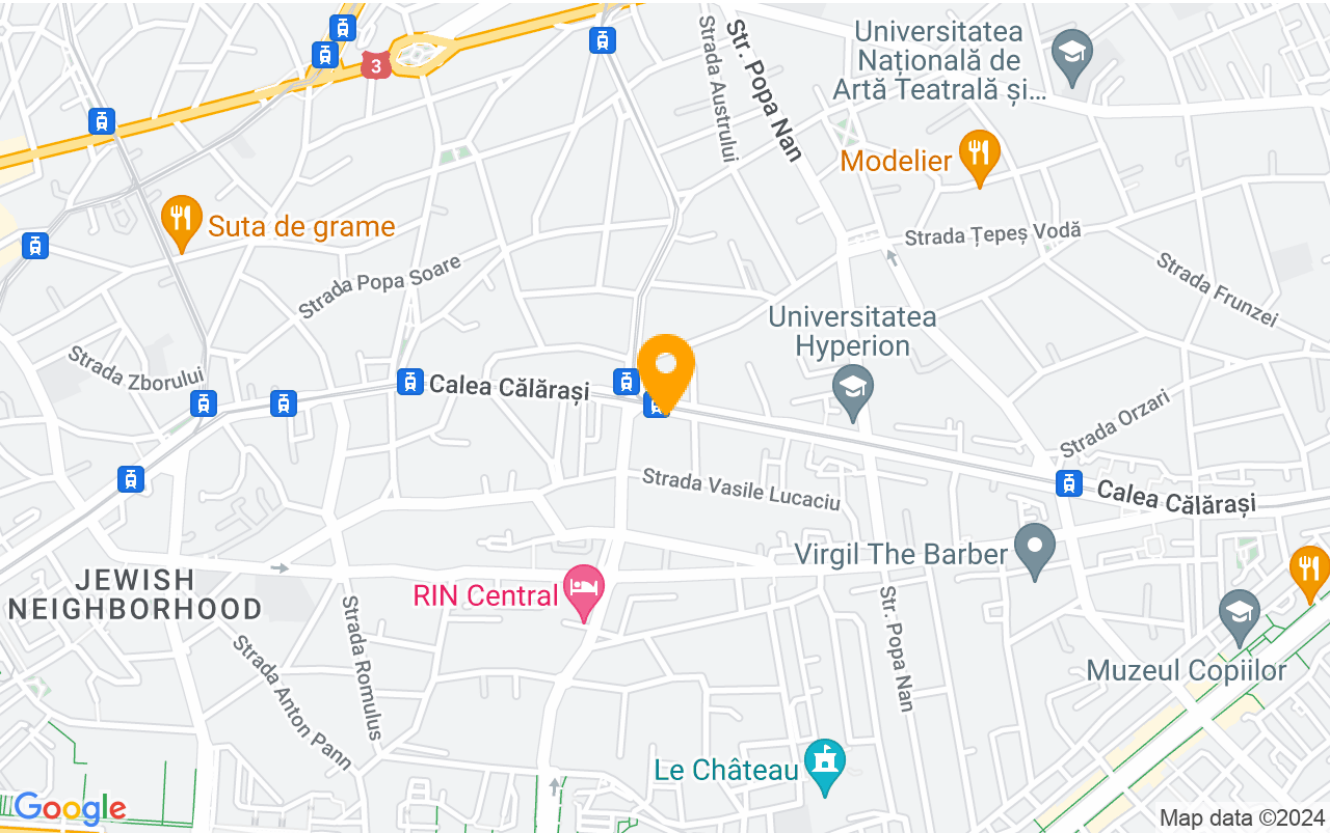 Universitatea
Națională de
Artă Teatrală și...
Strada Austrului
Str. Popa Nan
3
Modelier
Suta de grame
Strada Țepeș Vodă
Strada Popa Soare
Strada Frunzei
Universitatea
Hyperion
Strada Zborului
Calea Călărași
Strada Orzari
Strada Vasile Lucaciu
Calea Călărași
Virgil The Barber
JEWISH
NEIGHBORHOOD
RIN Central
Strada Romulus
Str. Popa Nan
Strada Anton Pann
Muzeul Copiilor
Le Château
Google
Map data ©2024